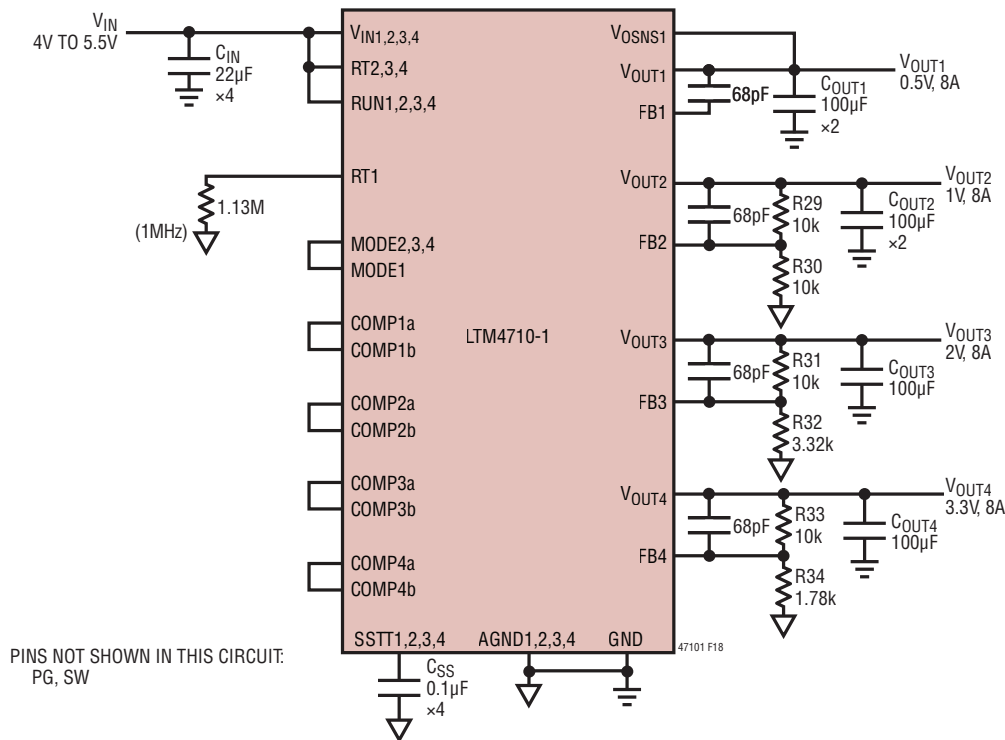 VIN
4V TO 5.5V
CIN
22µF
×4
1.13M
(1MHz)
VIN1,2,3,4
RT2,3,4
RUN1,2,3,4
RT1
MODE2,3,4
MODE1
COMP1a
COMP1b
COMP2a
COMP2b
COMP3a
COMP3b
COMP4a
COMP4b
SSTT1,2,3,4
AGND1,2,3,4
GND
LTM4710-1
VOSNS1
VOUT1
FB1
VOUT2
FB2
VOUT3
FB3
VOUT4
FB4
68pF
COUT1
100µF
×2
VOUT1
0.5V, 8A
68pF
R29
10k
R30
10k
COUT2
100µF
×2
VOUT2
1V, 8A
68pF
R31
10k
R32
3.32k
COUT3
100µF
VOUT3
2V, 8A
68pF
R33
10k
R34
1.78k
COUT4
100µF
VOUT4
3.3V, 8A
47101 F18
CSS
0.1µF
×4
PINS NOT SHOWN IN THIS CIRCUIT:
PG, SW